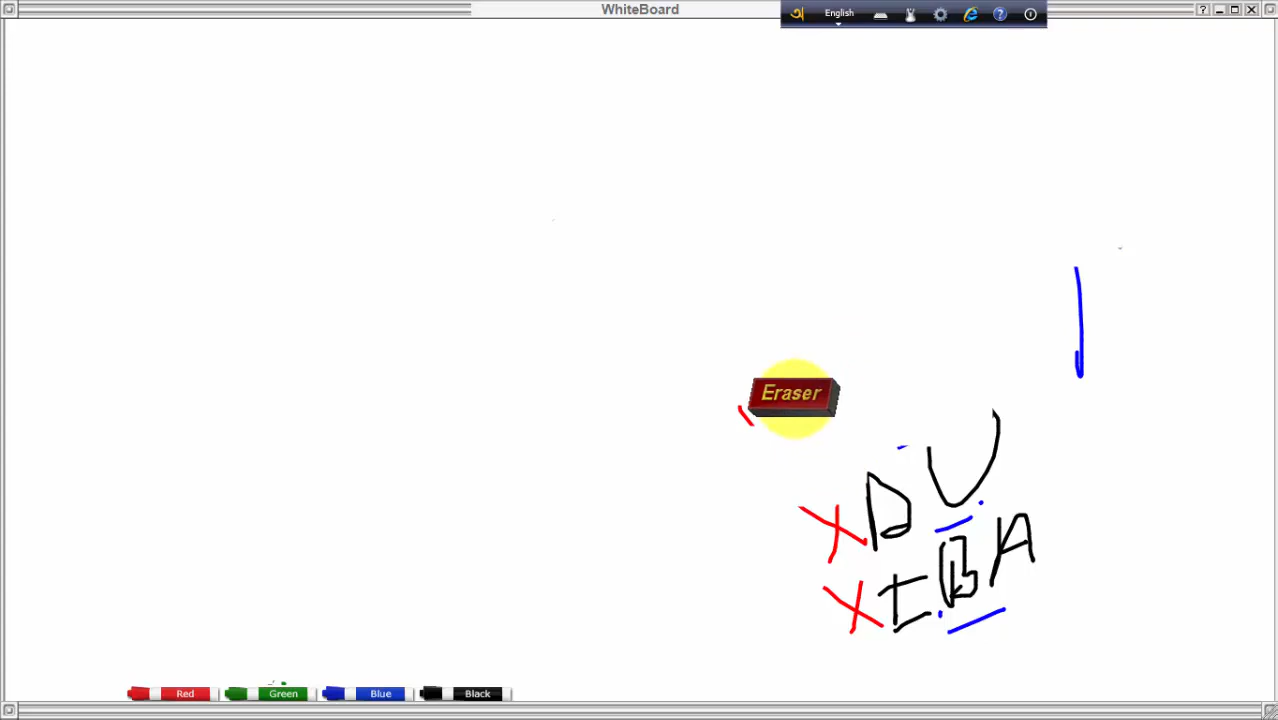 WhiteBoard
অ English
Eraser
X DU
X IBA
Red Green Blue Black